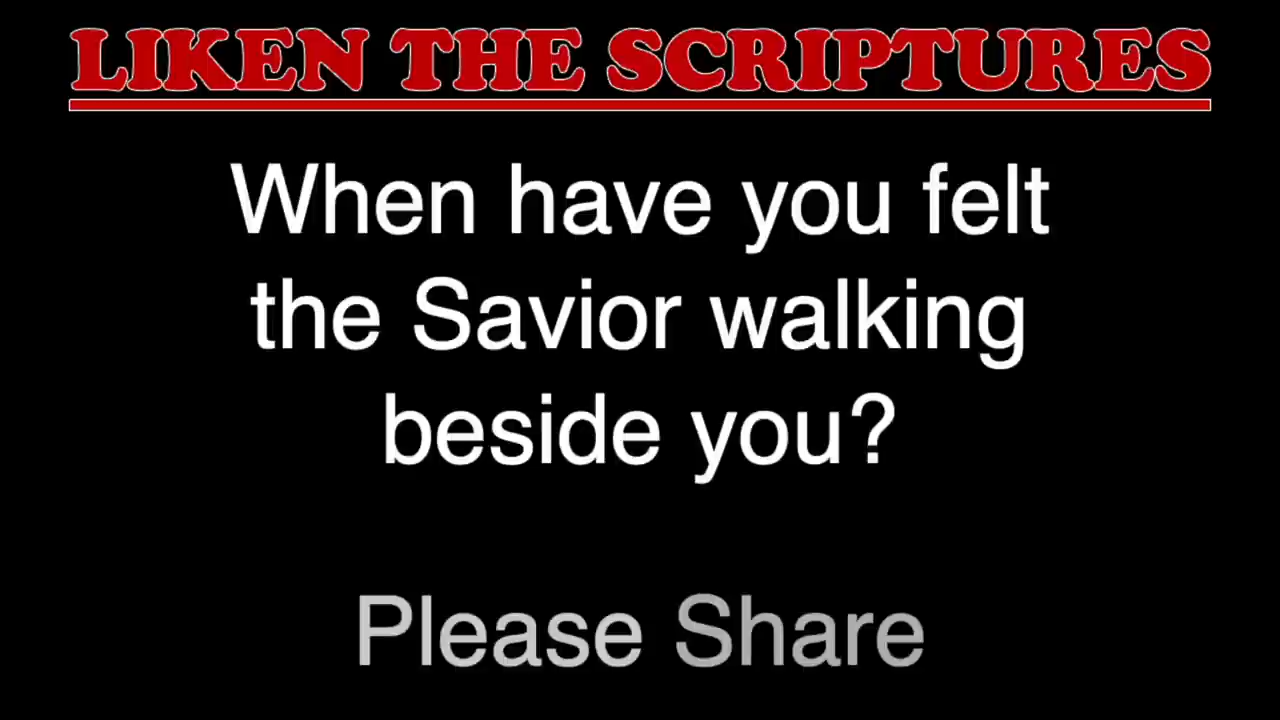 LIKEN THE SCRIPTURES
When have you felt
the Savior walking
beside you?
Please Share